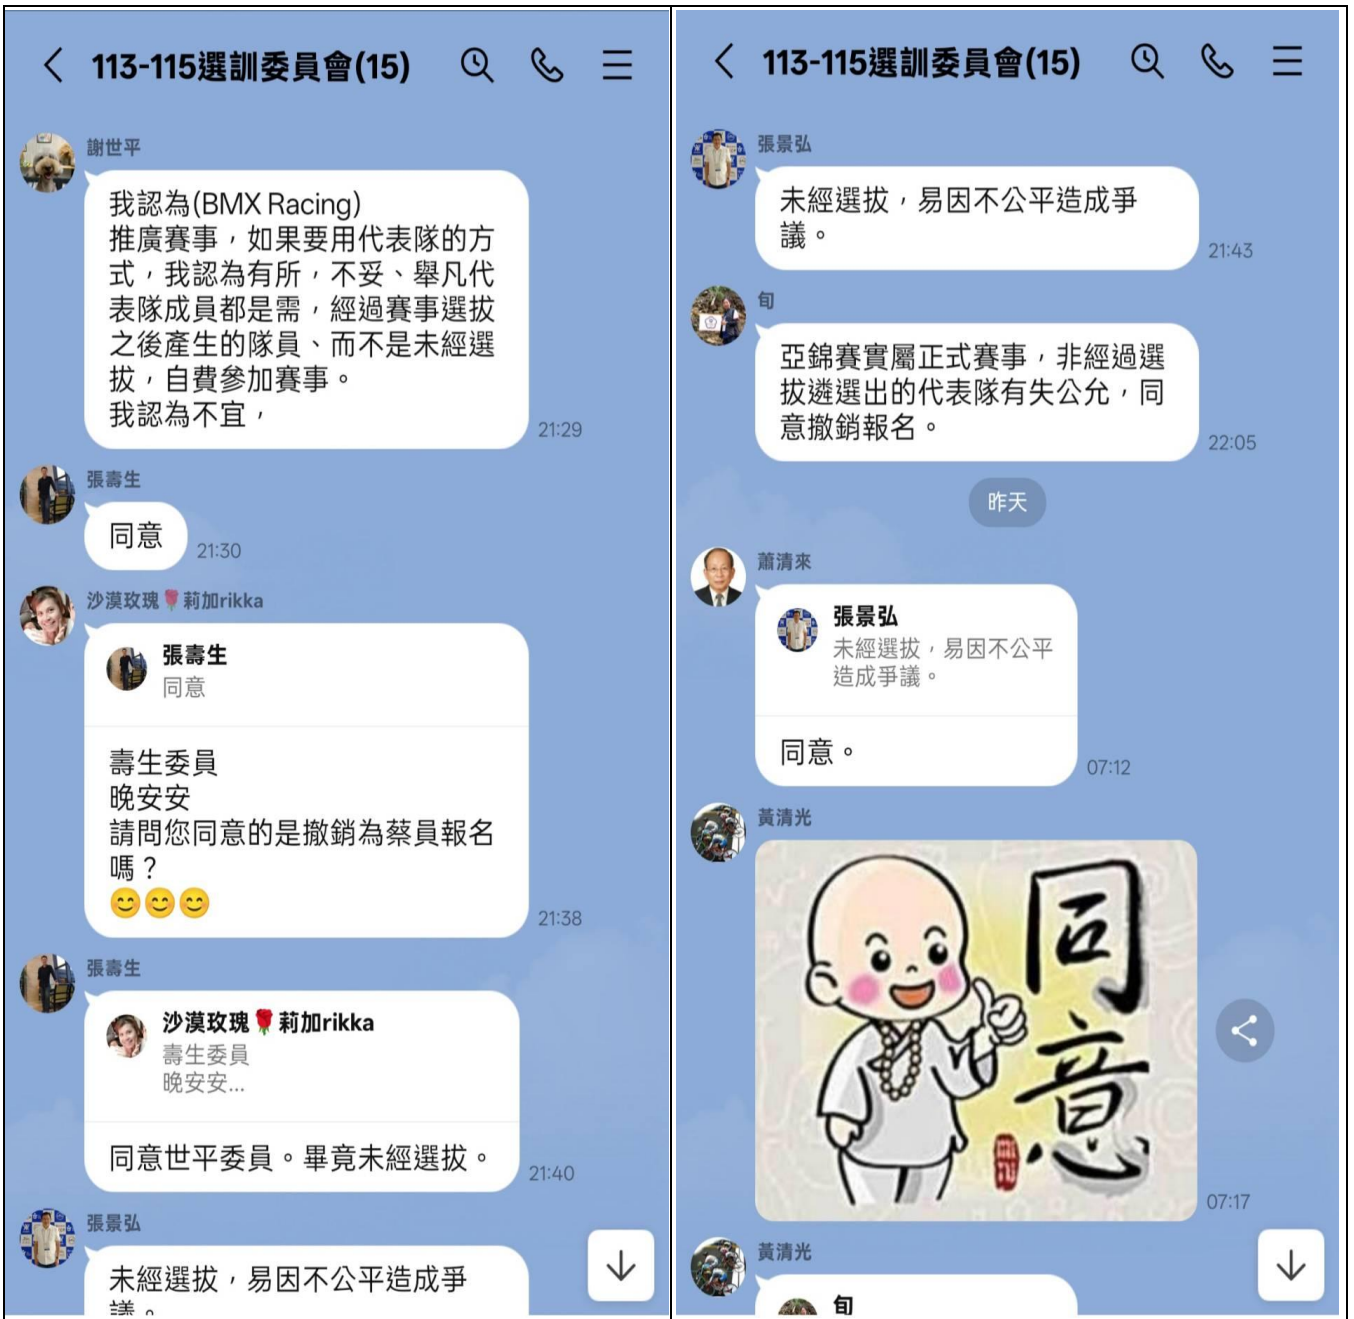 113-115選訓委員會(15)
謝世平
我認為(BMX Racing)
推廣賽事，如果要用代表隊的方
式，我認為有所，不妥、舉凡代
表隊成員都是需，經過賽事選拔
之後產生的隊員、而不是未經選
拔，自費參加賽事。
我認為不宜，
21:29
張壽生
同意
21:30
沙漠玫瑰🌹莉加rikka
張壽生
同意
壽生委員
晚安安
請問您同意的是撤銷為蔡員報名
嗎？
😊😊😊
21:38
張壽生
沙漠玫瑰🌹莉加rikka
壽生委員
晚安安...
同意世平委員。畢竟未經選拔。
21:40
張景弘
未經選拔，易因不公平造成爭
議。
113-115選訓委員會(15)
張景弘
未經選拔，易因不公平造成爭
議。
21:43
旬
亞錦賽實屬正式賽事，非經過選
拔遴選出的代表隊有失公允，同
意撤銷報名。
22:05
昨天
蕭清來
張景弘
未經選拔，易因不公平
造成爭議。
同意。
07:12
黃清光
同意
07:17
黃清光
旬